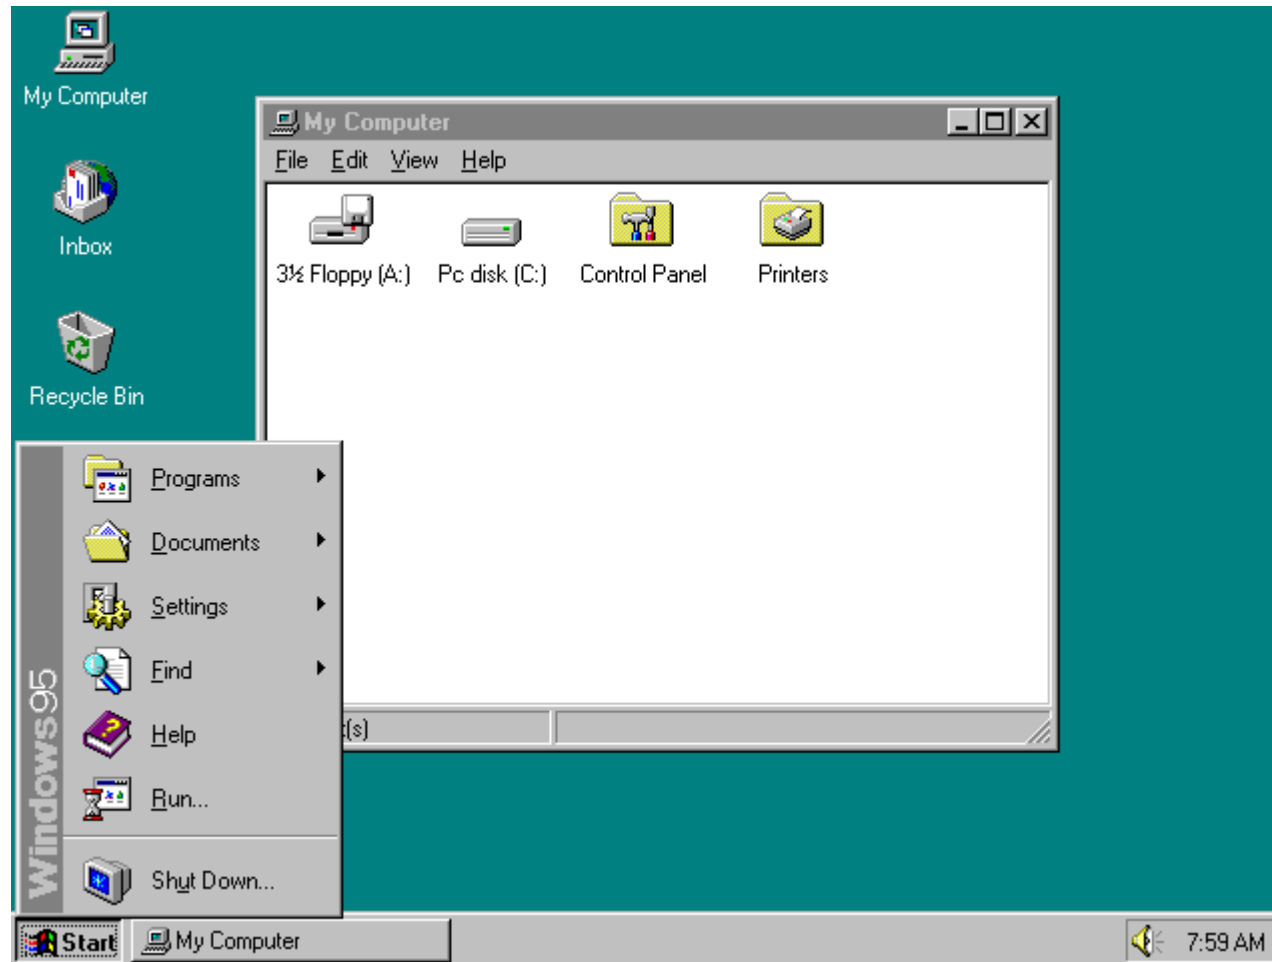 My Computer
Inbox
Recycle Bin
My Computer
File Edit View Help
3½ Floppy (A:) Pc disk (C:) Control Panel Printers
(s)
Programs
Documents
Settings
Find
Help
Run...
Shut Down...
Windows95
Start My Computer 7:59 AM